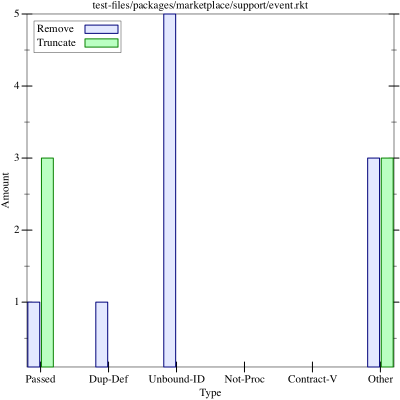 test-files/packages/marketplace/support/event.rkt
5
Remove
Truncate
4
3
Amount
2
1
Passed Dup-Def Unbound-ID Not-Proc Contract-V Other
Type